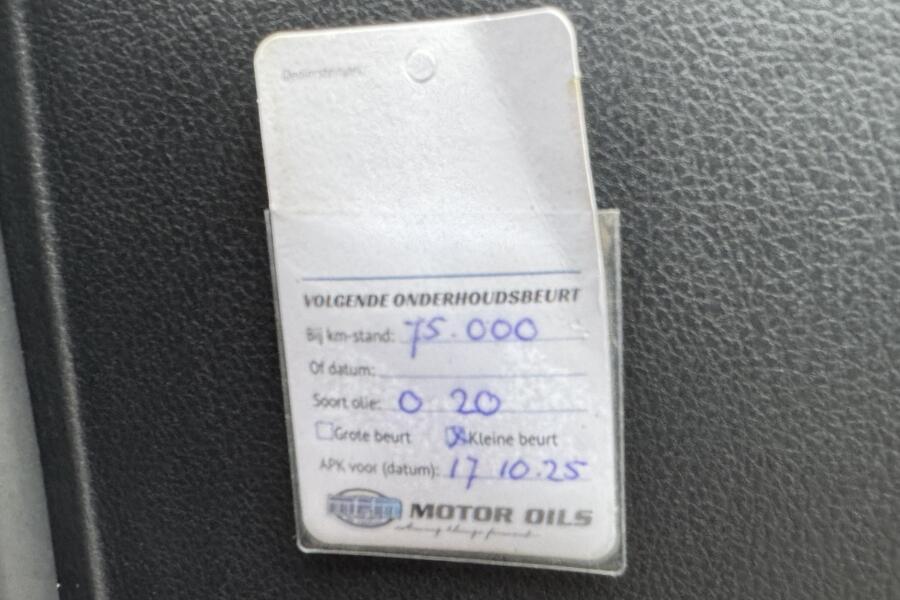 Dealerstempel:
VOLGENDE ONDERHOUDSBEURT
Bij km-stand: 75.000
Of datum:
Soort olie: 0 20
Grote beurt Kleine beurt
APK voor (datum): 17 10.25
MOTOR OILS